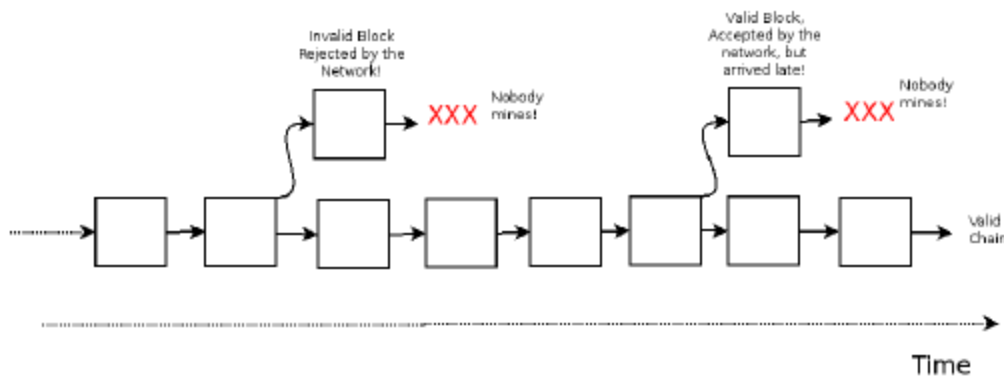 Invalid Block
Rejected by the
Network!
XXX
Nobody
mines!
Valid Block,
Accepted by the
network, but
arrived late!
XXX
Nobody
mines!
Valid
Chain
Time